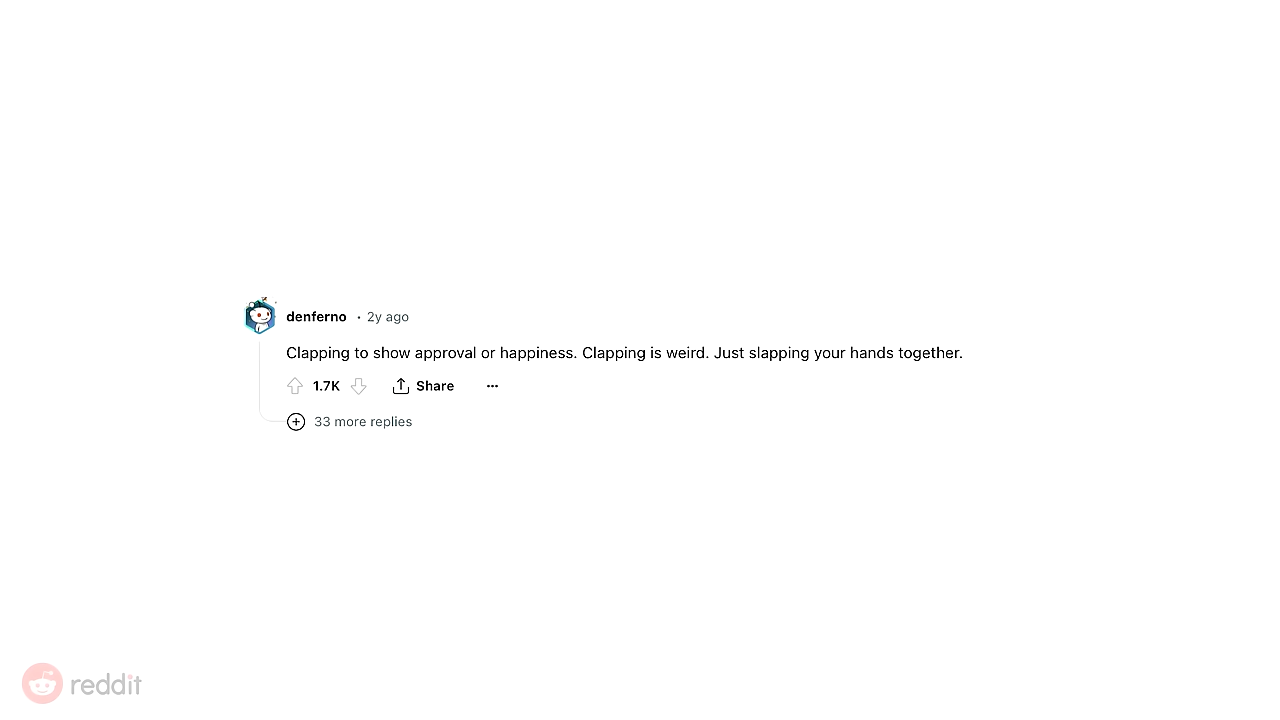 denferno · 2y ago
Clapping to show approval or happiness. Clapping is weird. Just slapping your hands together.
1.7K Share ···
33 more replies
reddit